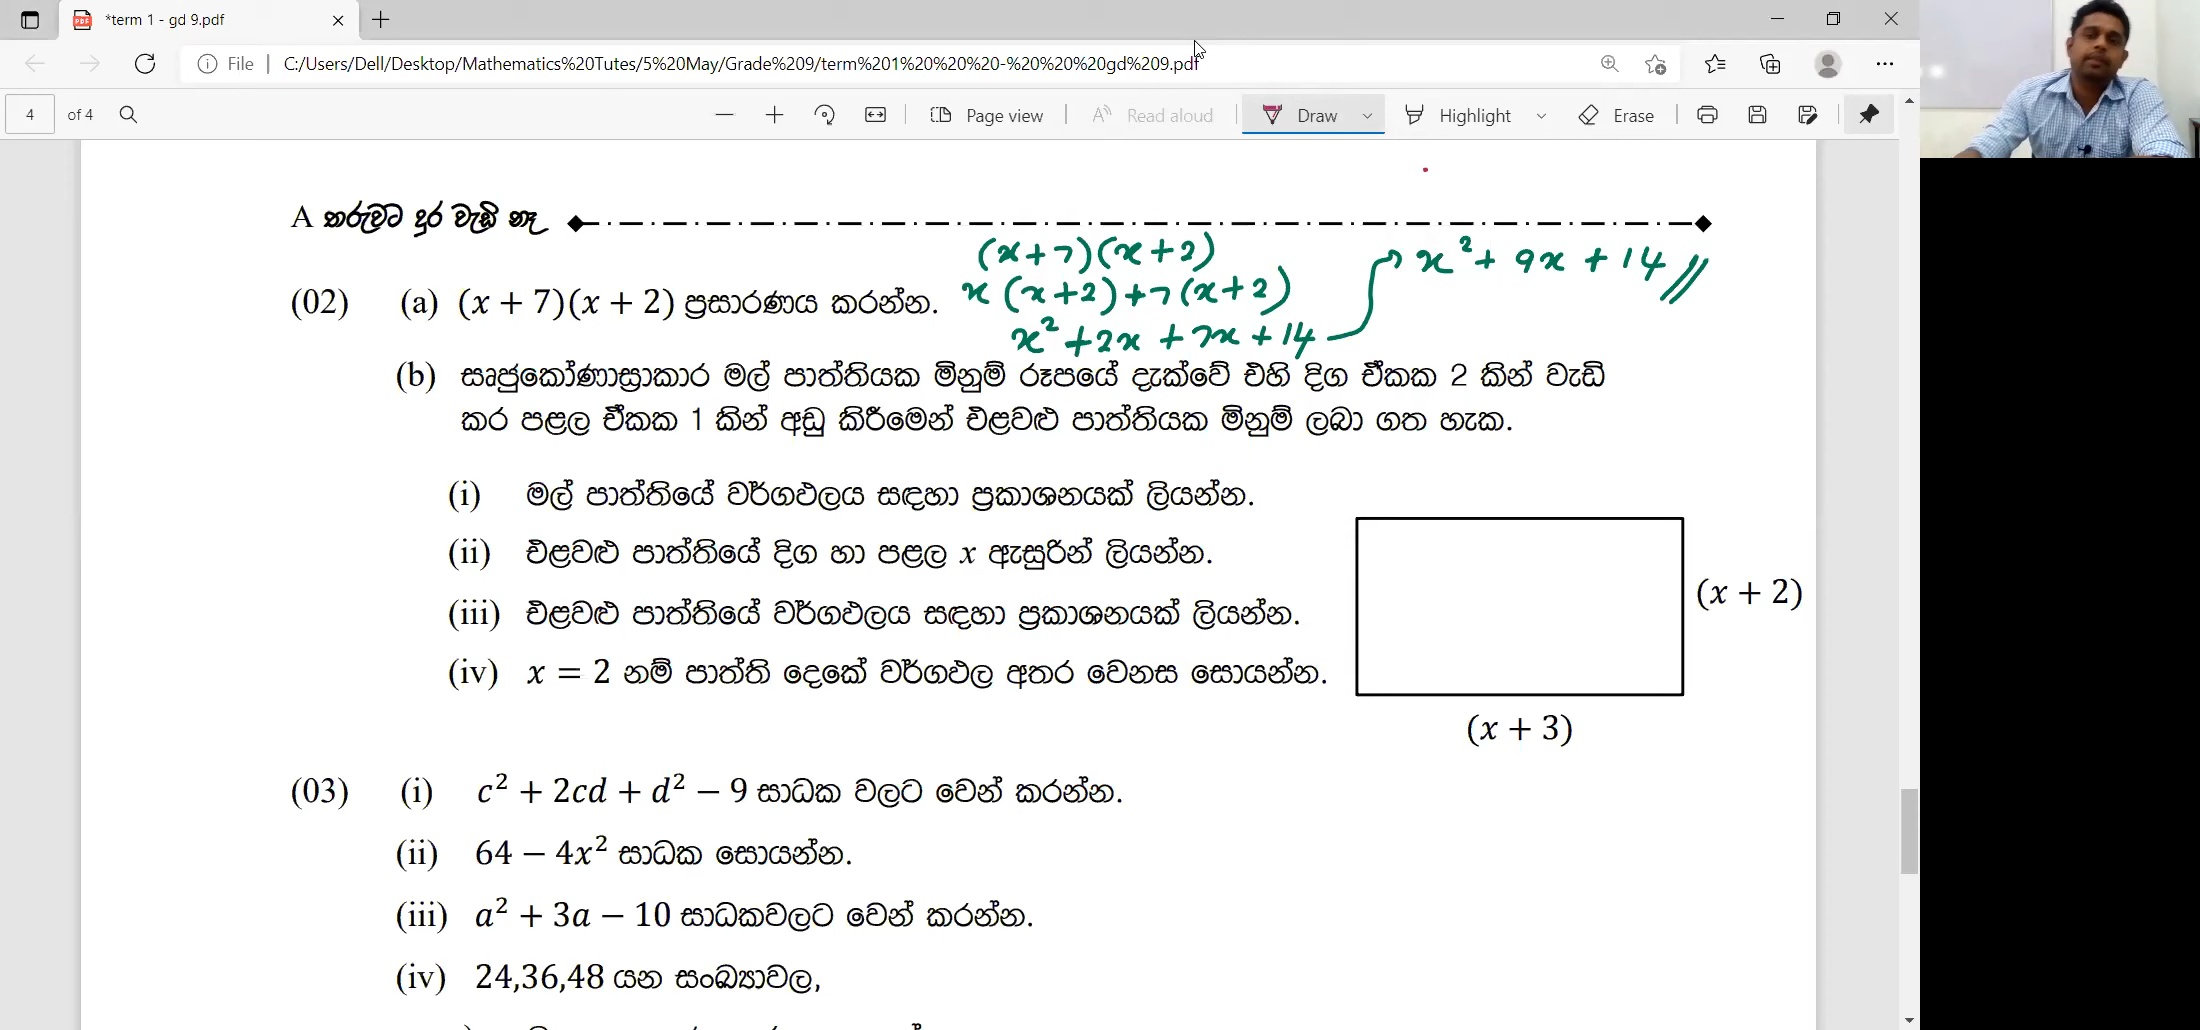 *term 1 - gd 9.pdf
File | C:/Users/Dell/Desktop/Mathematics%20Tutes/5%20May/Grade%209/term%201%20%20%20-%20%20%20gd%209.pdf
4 of 4 Page view Read aloud Draw Highlight Erase
A තරුවට දුර වැඩි නෑ
(x+7)(x+2)
x(x+2)+7(x+2)
x²+2x+7x+14
x²+9x+14
(02) (a) (x + 7)(x + 2) ප්‍රසාරණය කරන්න.
(b) සෘජුකෝණාස්‍රාකාර මල් පාත්තියක මිනුම් රූපයේ දැක්වේ එහි දිග ඒකක 2 කින් වැඩි
කර පළල ඒකක 1 කින් අඩු කිරීමෙන් එළවළු පාත්තියක මිනුම් ලබා ගත හැක.
(i) මල් පාත්තියේ වර්ගඵලය සඳහා ප්‍රකාශනයක් ලියන්න.
(ii) එළවළු පාත්තියේ දිග හා පළල x ඇසුරින් ලියන්න.
(iii) එළවළු පාත්තියේ වර්ගඵලය සඳහා ප්‍රකාශනයක් ලියන්න.
(iv) x = 2 නම් පාත්ති දෙකේ වර්ගඵල අතර වෙනස සොයන්න.
(x + 2)
(x + 3)
(03) (i) c² + 2cd + d² − 9 සාධක වලට වෙන් කරන්න.
(ii) 64 − 4x² සාධක සොයන්න.
(iii) a² + 3a − 10 සාධකවලට වෙන් කරන්න.
(iv) 24,36,48 යන සංඛ්‍යාවල,